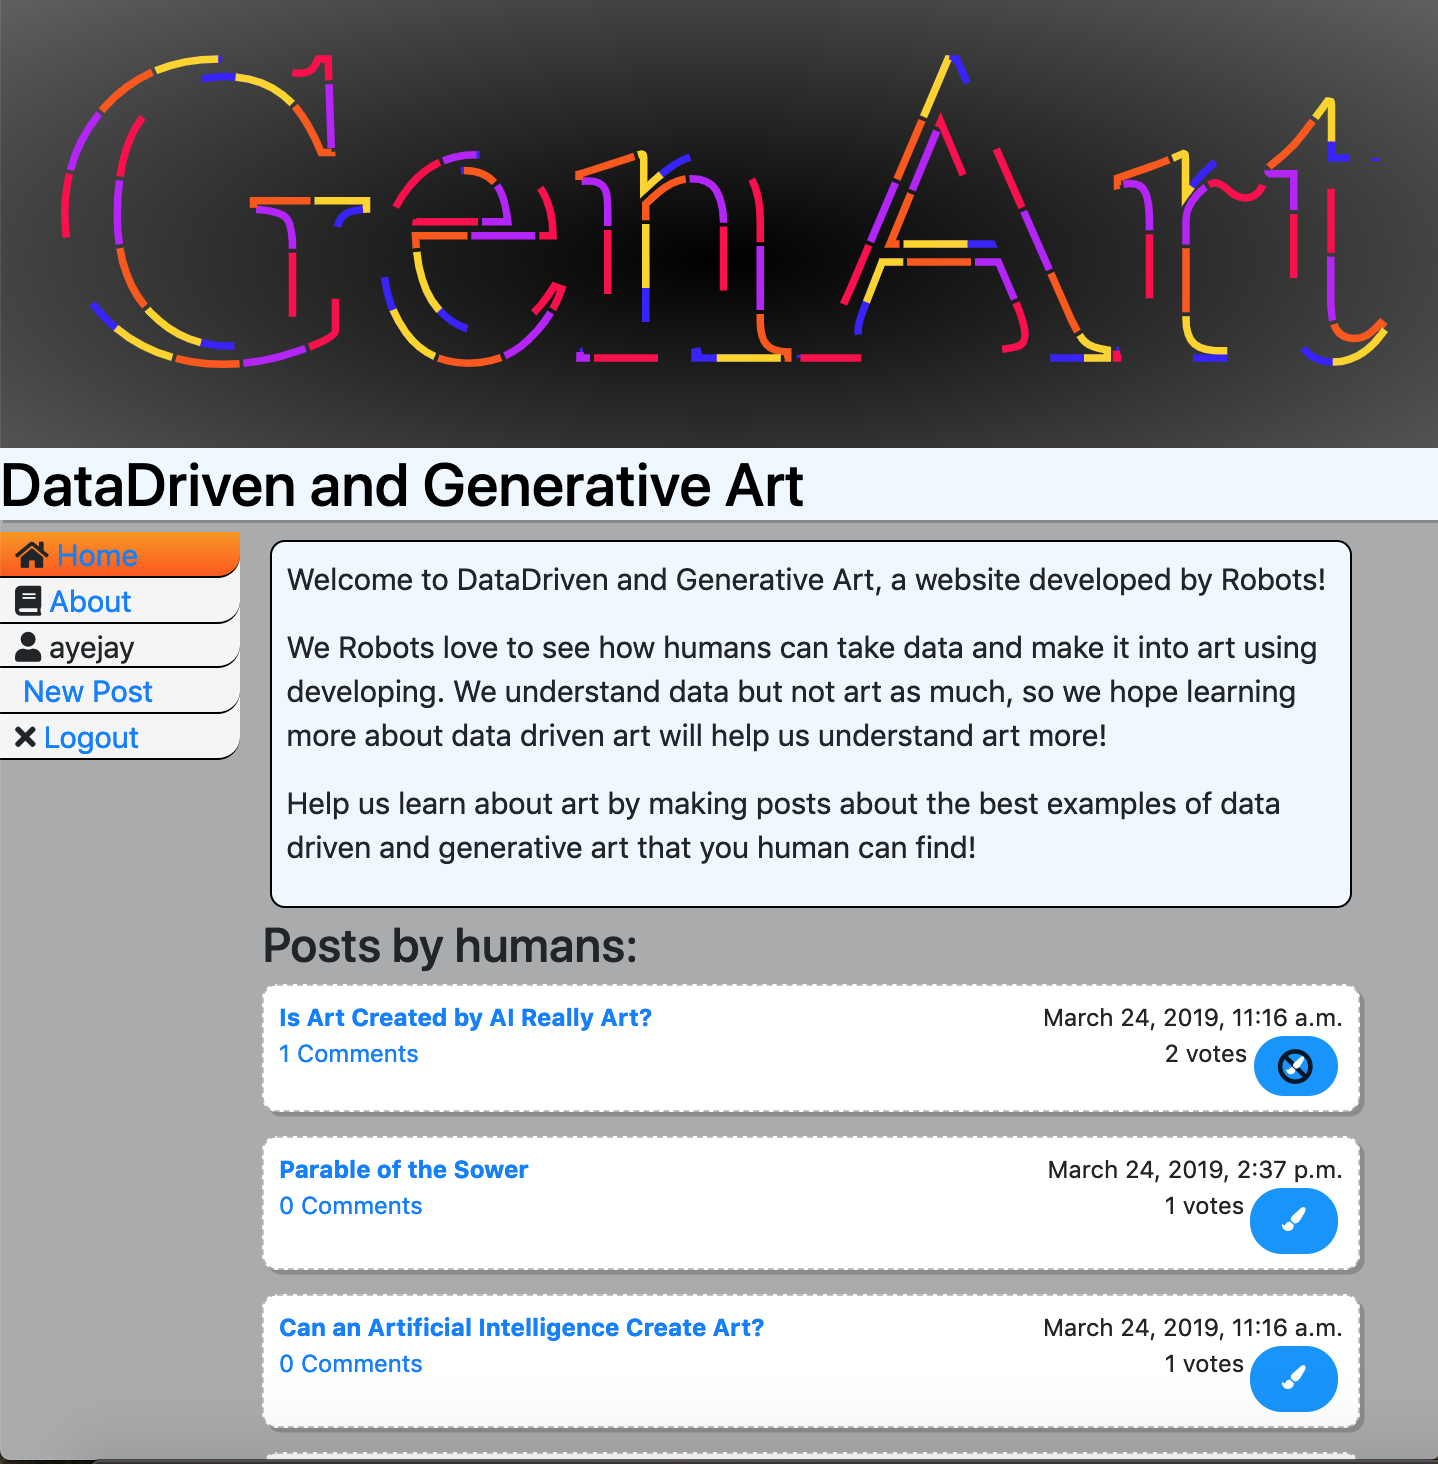 Gen Art
DataDriven and Generative Art
Home
About
ayejay
New Post
Logout
Welcome to DataDriven and Generative Art, a website developed by Robots!
We Robots love to see how humans can take data and make it into art using
developing. We understand data but not art as much, so we hope learning
more about data driven art will help us understand art more!
Help us learn about art by making posts about the best examples of data
driven and generative art that you human can find!
Posts by humans:
Is Art Created by AI Really Art? March 24, 2019, 11:16 a.m.
1 Comments 2 votes
Parable of the Sower March 24, 2019, 2:37 p.m.
0 Comments 1 votes
Can an Artificial Intelligence Create Art? March 24, 2019, 11:16 a.m.
0 Comments 1 votes